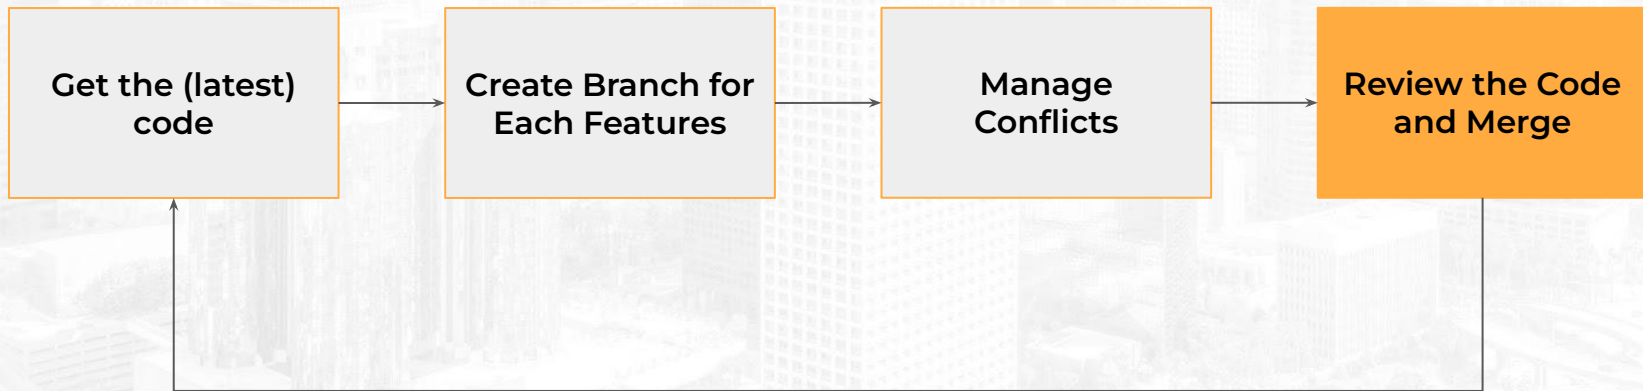 Get the (latest)
code
Create Branch for
Each Features
Manage
Conflicts
Review the Code
and Merge